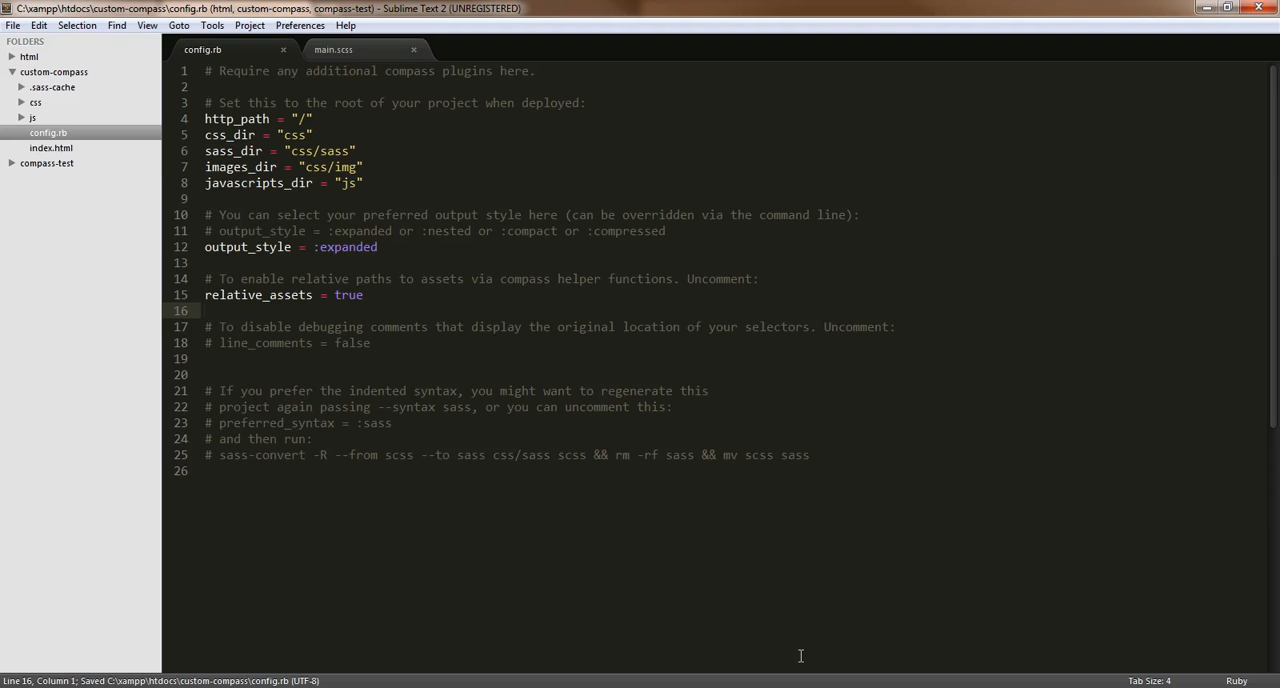 C:\xampp\htdocs\custom-compass\config.rb (html, custom-compass, compass-test) - Sublime Text 2 (UNREGISTERED)
File Edit Selection Find View Goto Tools Project Preferences Help
FOLDERS
html
custom-compass
.sass-cache
css
js
config.rb
index.html
compass-test
config.rb × main.scss ×
1 # Require any additional compass plugins here.
2
3 # Set this to the root of your project when deployed:
4 http_path = "/"
5 css_dir = "css"
6 sass_dir = "css/sass"
7 images_dir = "css/img"
8 javascripts_dir = "js"
9
10 # You can select your preferred output style here (can be overridden via the command line):
11 # output_style = :expanded or :nested or :compact or :compressed
12 output_style = :expanded
13
14 # To enable relative paths to assets via compass helper functions. Uncomment:
15 relative_assets = true
16
17 # To disable debugging comments that display the original location of your selectors. Uncomment:
18 # line_comments = false
19
20
21 # If you prefer the indented syntax, you might want to regenerate this
22 # project again passing --syntax sass, or you can uncomment this:
23 # preferred_syntax = :sass
24 # and then run:
25 # sass-convert -R --from scss --to sass css/sass scss && rm -rf sass && mv scss sass
26
Line 16, Column 1; Saved C:\xampp\htdocs\custom-compass\config.rb (UTF-8) Tab Size: 4 Ruby